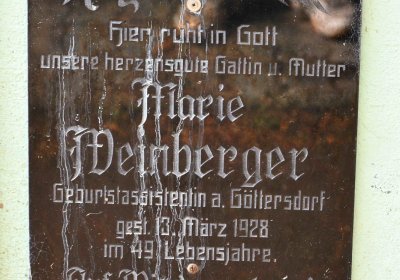 Hier ruht in Gott
unsere herzensgute Gattin u. Mutter
Marie
Weinberger
Geburtsassistentin a. Göttersdorf
gest. 13. März 1928
im 49. Lebensjahre.